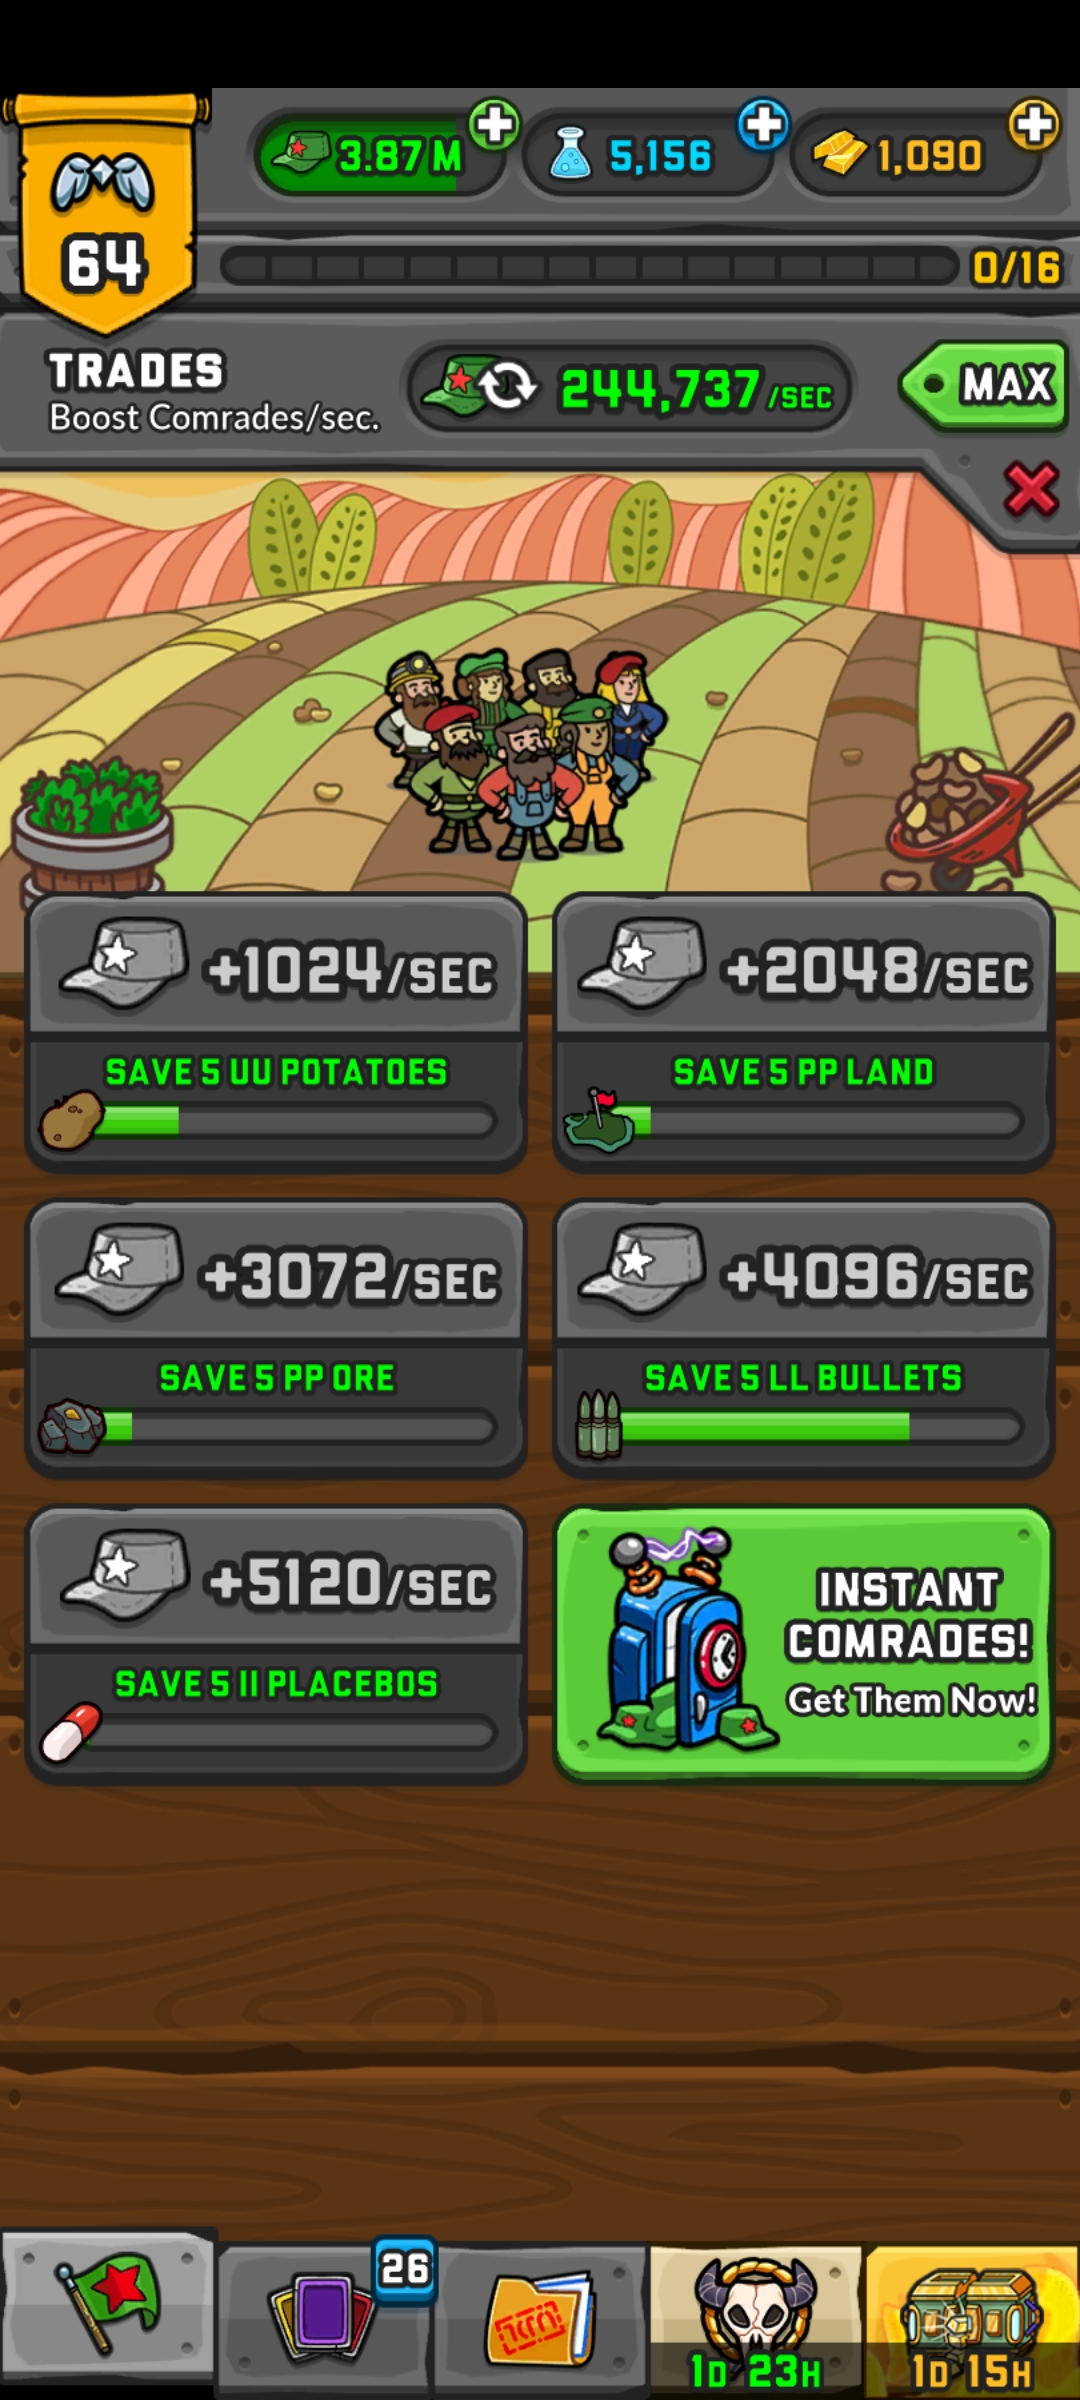 3.87 M
5,156
1,090
64
0/16
TRADES
Boost Comrades/sec.
244,737/SEC
MAX
+1024/SEC
SAVE 5 UU POTATOES
+2048/SEC
SAVE 5 PP LAND
+3072/SEC
SAVE 5 PP ORE
+4096/SEC
SAVE 5 LL BULLETS
+5120/SEC
SAVE 5 II PLACEBOS
INSTANT
COMRADES!
Get Them Now!
26
1D 23H
1D 15H